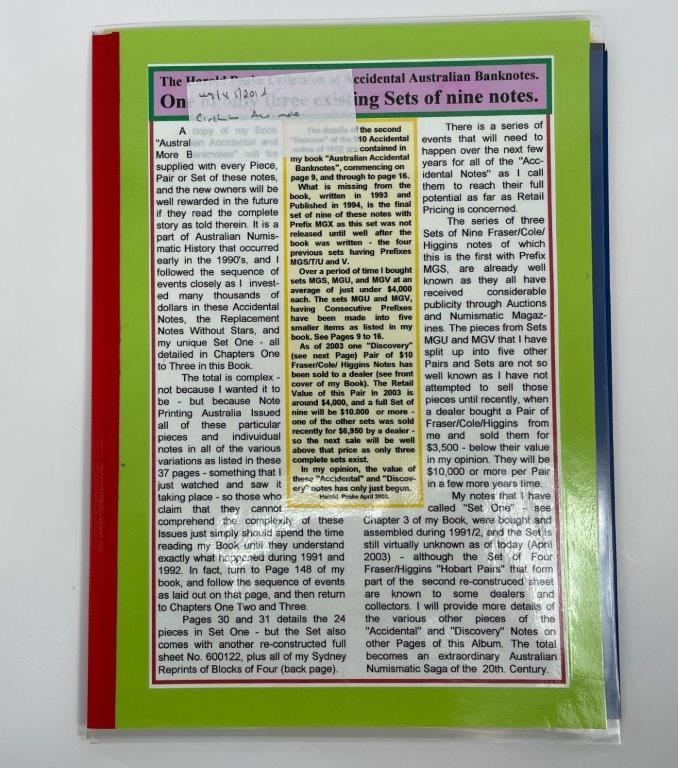 The Harold Peake Collection of Accidental Australian Banknotes.
One of only three existing Sets of nine notes.
A copy of my Book
"Australian Accidental and
More Banknotes" will be
supplied with every Piece,
Pair or Set of these notes,
and the new owners will be
well rewarded in the future
if they read the complete
story as told therein. It is a
part of Australian Numis-
matic History that occurred
early in the 1990's, and I
followed the sequence of
events closely as I invest-
ed many thousands of
dollars in these Accidental
Notes, the Replacement
Notes Without Stars, and
my unique Set One - all
detailed in Chapters One
to Three in this Book.
The total is complex -
not because I wanted it to
be - but because Note
Printing Australia Issued
all of these particular
pieces and indiviuidual
notes in all of the various
variations as listed in these
37 pages - something that I
just watched and saw it
taking place - so those who
claim that they cannot
comprehend the complexity of these
Issues just simply should spend the time
reading my Book until they understand
exactly what happened during 1991 and
1992. In fact, turn to Page 148 of my
book, and follow the sequence of events
as laid out on that page, and then return
to Chapters One Two and Three.
Pages 30 and 31 details the 24
pieces in Set One - but the Set also
comes with another re-constructed full
sheet No. 600122, plus all of my Sydney
Reprints of Blocks of Four (back page).
The details of the second
"Release" of the $10 Accidental
notes of 1992 are contained in
my book "Australian Accidental
Banknotes", commencing on
page 9, and through to page 16.
What is missing from the
book, written in 1993 and
Published in 1994, is the final
set of nine of these notes with
Prefix MGX as this set was not
released until well after the
book was written - the four
previous sets having Prefixes
MGS/T/U and V.
Over a period of time I bought
sets MGS, MGU, and MGV at an
average of just under $4,000
each. The sets MGU and MGV,
having Consecutive Prefixes
have been made into five
smaller items as listed in my
book. See Pages 9 to 16.
As of 2003 one "Discovery"
(see next Page) Pair of $10
Fraser/Cole/ Higgins Notes has
been sold to a dealer (see front
cover of my Book). The Retail
Value of this Pair in 2003 is
around $4,000, and a full Set of
nine will be $10.000 or more -
one of the other sets was sold
recently for $6,950 by a dealer -
so the next sale will be well
above that price as only three
complete sets exist.
In my opinion, the value of
these "Accidental" and "Discov-
ery" notes has only just begun.
Harold Peake April 2003.
There is a series of
events that will need to
happen over the next few
years for all of the "Acc-
idental Notes" as I call
them to reach their full
potential as far as Retail
Pricing is concerned.
The series of three
Sets of Nine Fraser/Cole/
Higgins notes of which
this is the first with Prefix
MGS, are already well
known as they all have
received considerable
publicity through Auctions
and Numismatic Magaz-
ines. The pieces from Sets
MGU and MGV that I have
split up into five other
Pairs and Sets are not so
well known as I have not
attempted to sell those
pieces until recently, when
a dealer bought a Pair of
Fraser/Cole/Higgins from
me and sold them for
$3,500 - below their value
in my opinion. They will be
$10,000 or more per Pair
in a few more years time.
My notes that I have
called "Set One" - see
Chapter 3 of my Book, were bought and
assembled during 1991/2, and the Set is
still virtually unknown as of today (April
2003) - although the Set of Four
Fraser/Higgins "Hobart Pairs" that form
part of the second re-construced sheet
are known to some dealers and
collectors. I will provide more details of
the various other pieces of the
"Accidental" and "Discovery" Notes on
other Pages of this Album. The total
becomes an extraordinary Australian
Numismatic Saga of the 20th. Century.